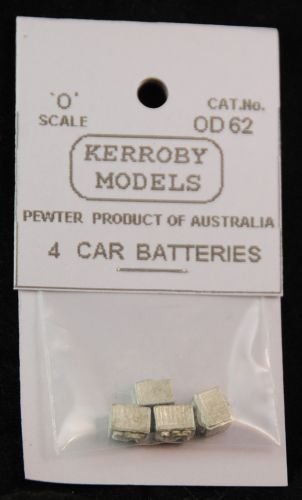 'O' SCALE
CAT.No. OD 62
KERROBY
MODELS
PEWTER PRODUCT OF AUSTRALIA
4 CAR BATTERIES